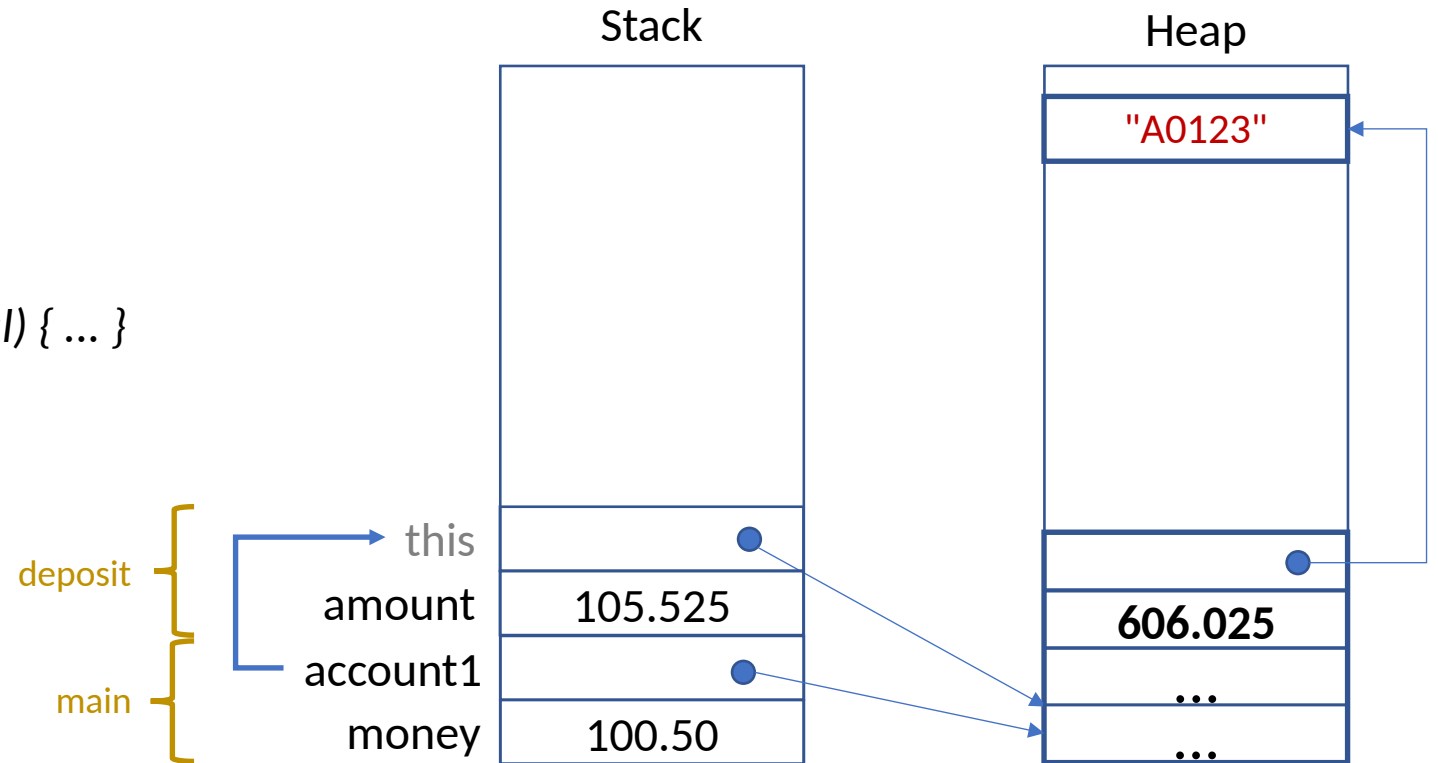 Stack
Heap
"A0123"
l) { … }
this
deposit
amount
105.525
606.025
account1
main
…
money
100.50
…